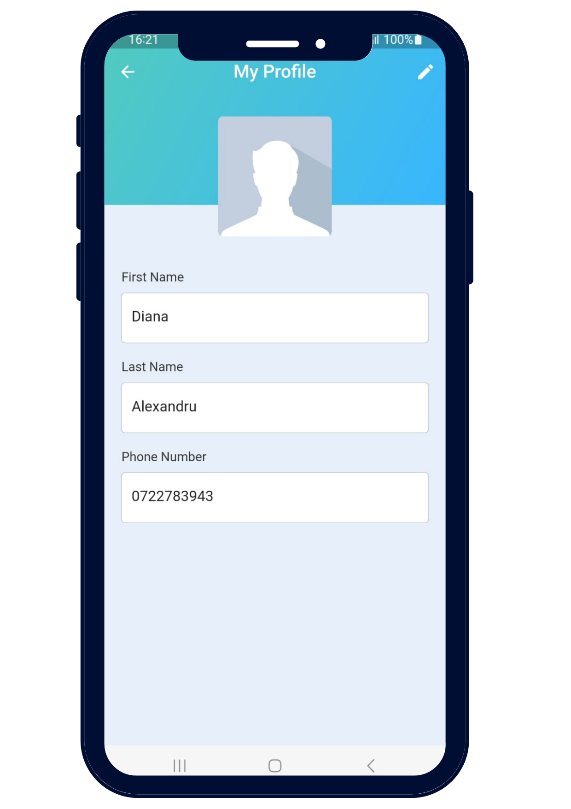 16:21 100%
My Profile
First Name
Diana
Last Name
Alexandru
Phone Number
0722783943